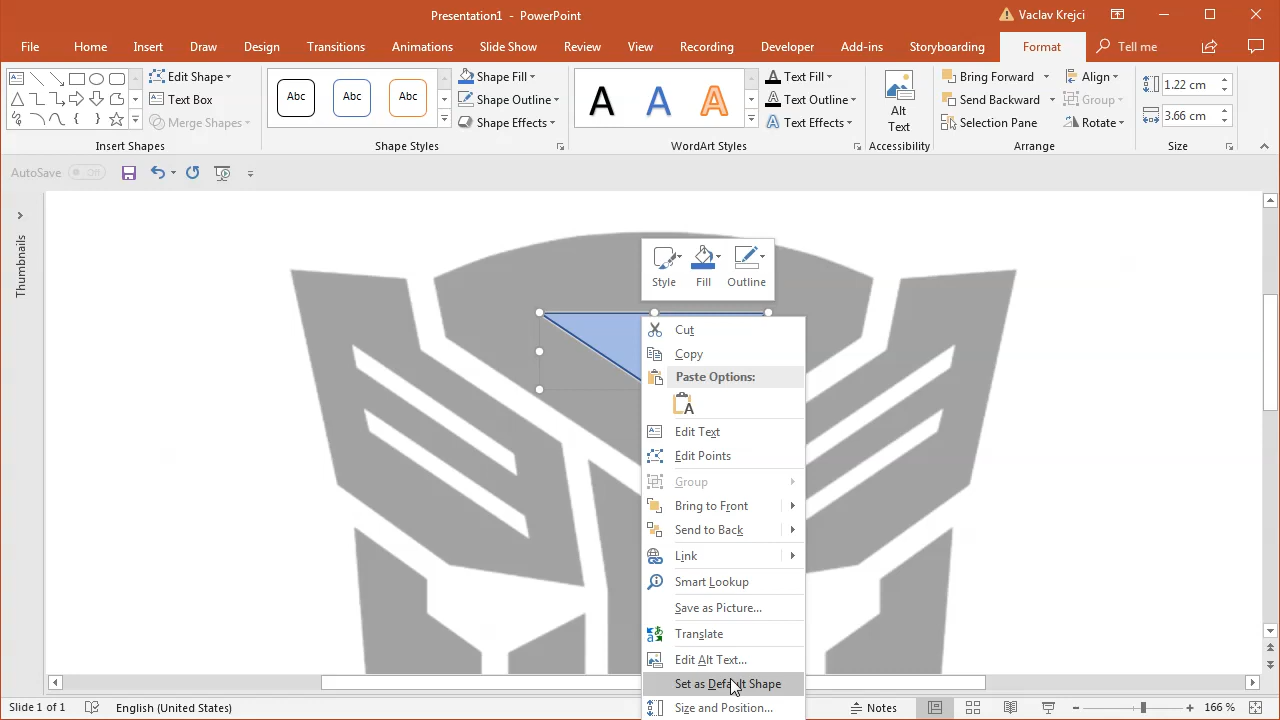 Presentation1 - PowerPoint
Vaclav Krejci
File Home Insert Draw Design Transitions Animations Slide Show Review View Recording Developer Add-ins Storyboarding Format Tell me
Edit Shape
Merge Shapes
Insert Shapes
Abc Abc Abc
Shape Fill
Shape Outline
Shape Effects
Shape Styles
A A A
Text Fill
Text Outline
Text Effects
WordArt Styles
Alt
Text
Accessibility
Bring Forward
Send Backward
Selection Pane
Align
Group
Rotate
Arrange
1.22 cm
3.66 cm
Size
AutoSave Off
Thumbnails
Style Fill Outline
Cut
Copy
Paste Options:
A
Edit Text
Edit Points
Group
Bring to Front
Send to Back
Link
Smart Lookup
Save as Picture...
Translate
Edit Alt Text...
Set as Default Shape
Size and Position...
Slide 1 of 1 English (United States) Notes 166 %